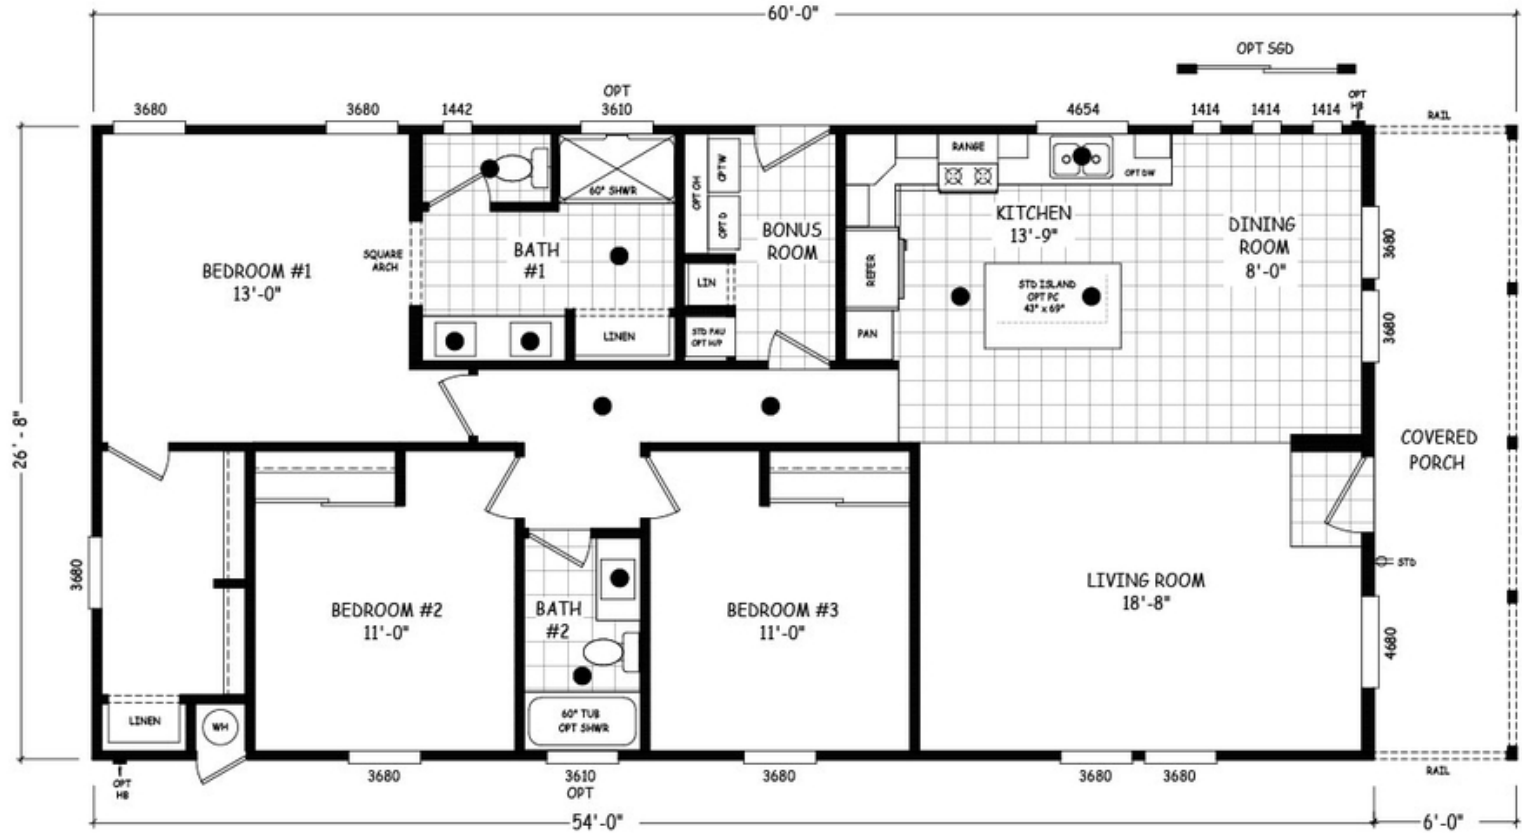 60'-0"
OPT SGD
3680
3680
1442
OPT
3610
4654
1414
1414
1414
OPT
HB
RAIL
RANGE
OPT DW
60" SHWR
OPT OH
OPT W
OPT D
BONUS
ROOM
KITCHEN
13'-9"
DINING
ROOM
8'-0"
3680
BATH
#1
SQUARE
ARCH
BEDROOM #1
13'-0"
REFER
LIN
STD ISLAND
OPT PC
43" x 69"
3680
STD FAU
OPT H/P
PAN
LINEN
26'-8"
COVERED
PORCH
3680
STD
BEDROOM #2
11'-0"
BATH
#2
BEDROOM #3
11'-0"
LIVING ROOM
18'-8"
4680
LINEN
WH
60" TUB
OPT SHWR
OPT
HB
3680
3610
OPT
3680
3680
3680
RAIL
54'-0"
6'-0"